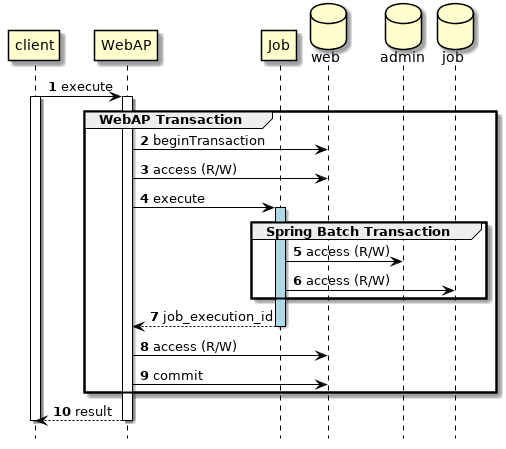 client
WebAP
Job
web
admin
job
1 execute
WebAP Transaction
2 beginTransaction
3 access (R/W)
4 execute
Spring Batch Transaction
5 access (R/W)
6 access (R/W)
7 job_execution_id
8 access (R/W)
9 commit
10 result